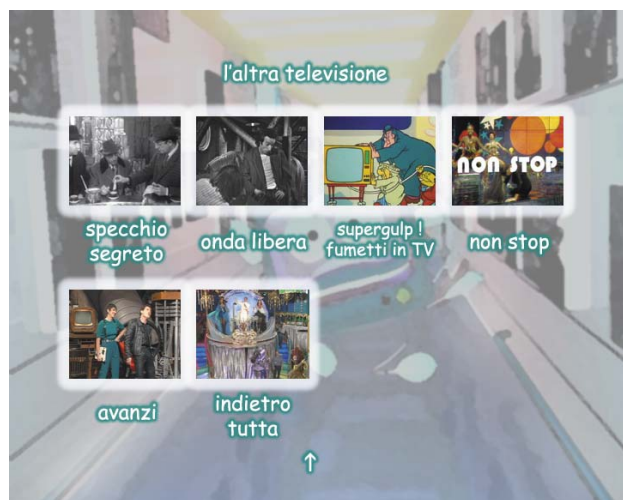 l'altra televisione
NON STOP
specchio
segreto
onda libera
supergulp !
fumetti in TV
non stop
avanzi
indietro
tutta
↑